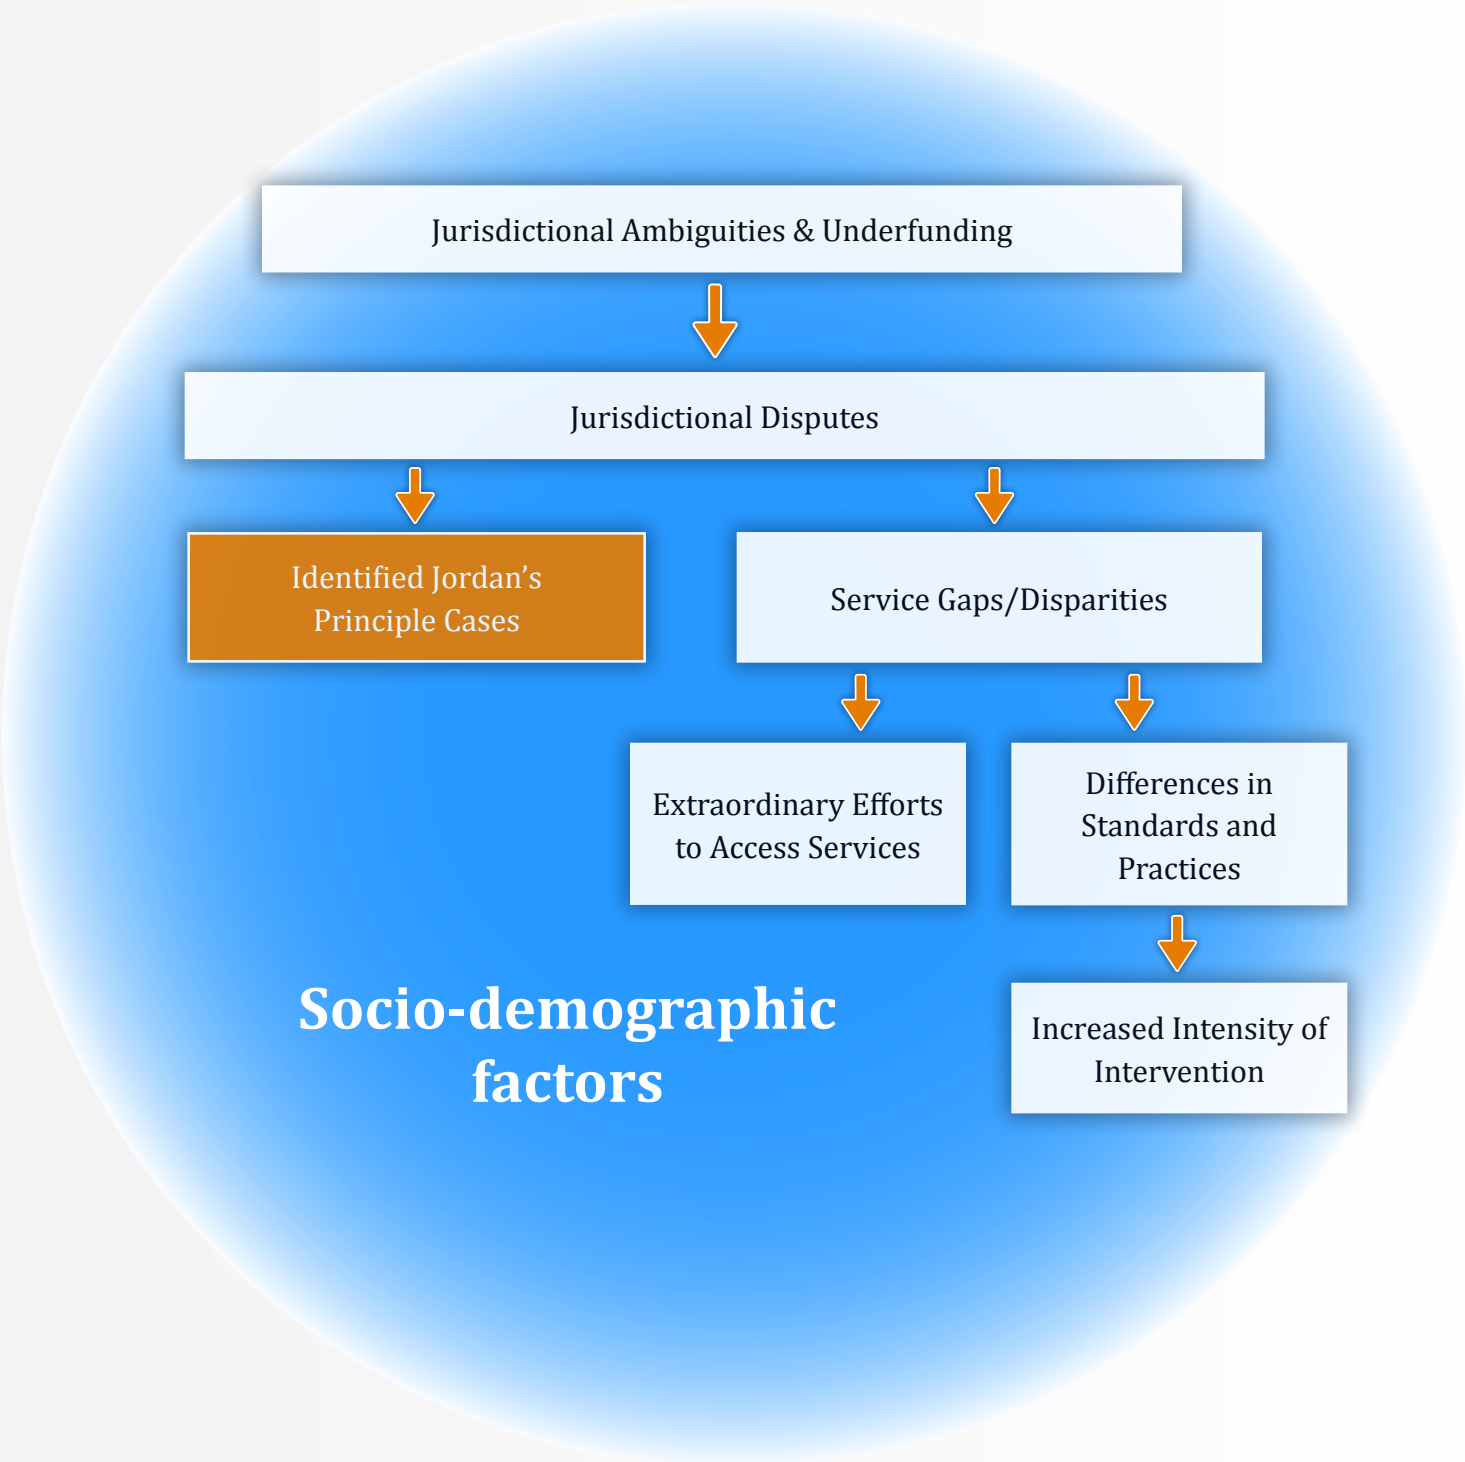 Jurisdictional Ambiguities & Underfunding
Jurisdictional Disputes
Identified Jordan’s
Principle Cases
Service Gaps/Disparities
Extraordinary Efforts
to Access Services
Differences in
Standards and
Practices
Increased Intensity of
Intervention
Socio-demographic
factors